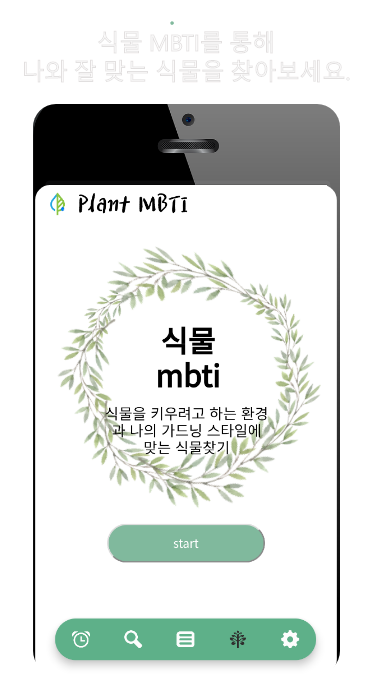 식물 MBTI를 통해
나와 잘 맞는 식물을 찾아보세요.
Plant MBTI
식물
mbti
식물을 키우려고 하는 환경
과 나의 가드닝 스타일에
맞는 식물찾기
start